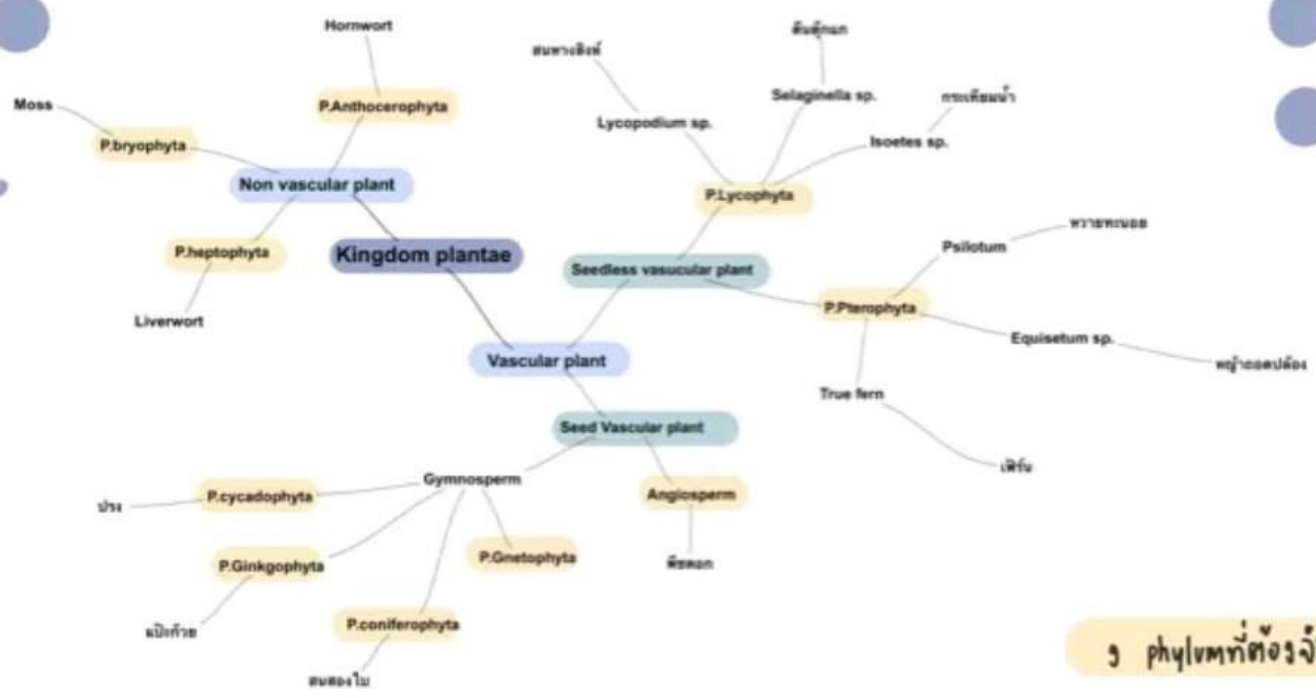 Hornwort
P.Anthocerophyta
Moss
P.bryophyta
Non vascular plant
P.heptophyta
Liverwort
Kingdom plantae
Vascular plant
Seedless vasucular plant
P.Lycophyta
Lycopodium sp.
สนหางสิงห์
Selaginella sp.
ตีนตุ๊กแก
Isoetes sp.
กระเทียมน้ำ
P.Pterophyta
Psilotum
หวายทะนอย
Equisetum sp.
หญ้าถอดปล้อง
True fern
เฟิร์น
Seed Vascular plant
Gymnosperm
P.cycadophyta
ปรง
P.Ginkgophyta
แป๊ะก๊วย
P.coniferophyta
สนสองใบ
P.Gnetophyta
Angiosperm
พืชดอก
phylumที่ต้อง